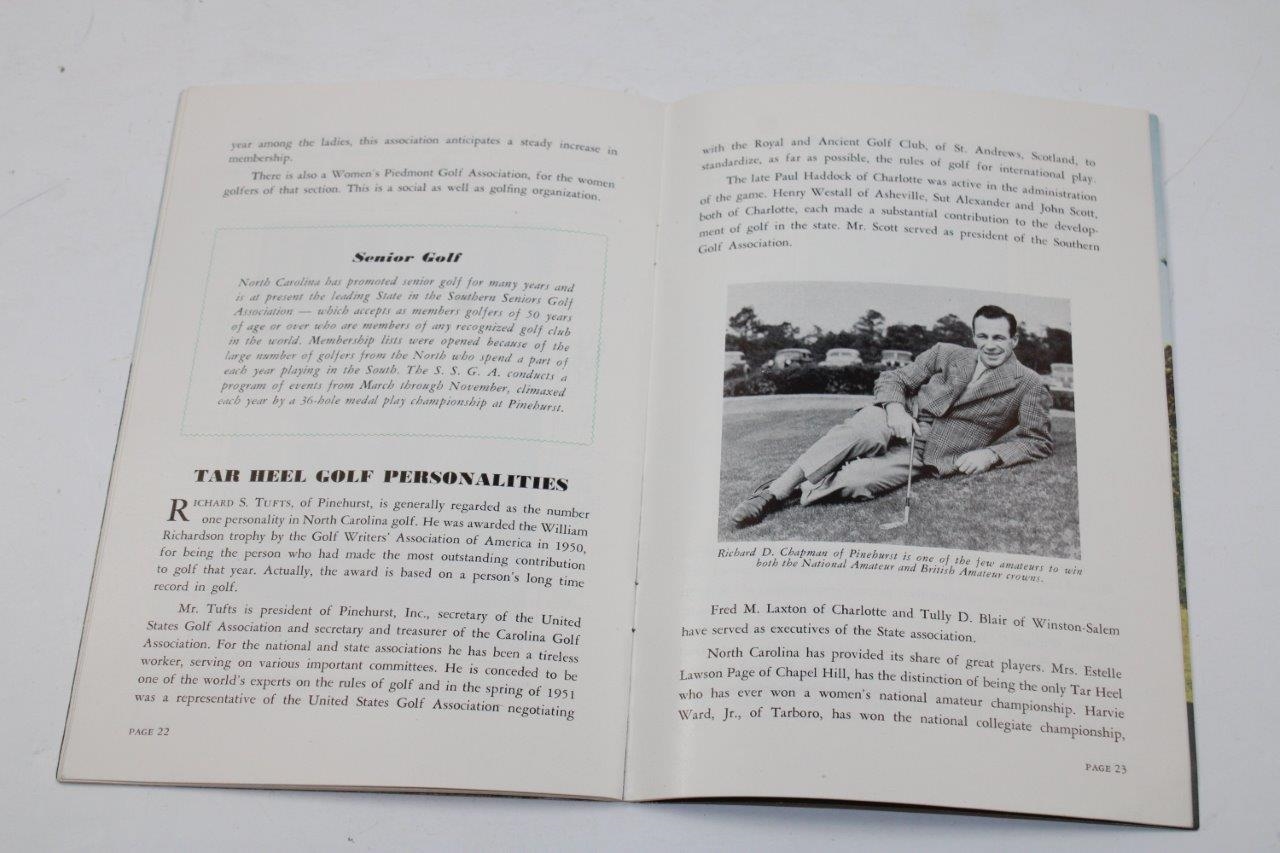 year among the ladies, this association anticipates a steady increase in
membership.
There is also a Women's Piedmont Golf Association, for the women
golfers of that section. This is a social as well as golfing organization.
Senior Golf
North Carolina has promoted senior golf for many years and
is at present the leading State in the Southern Seniors Golf
Association — which accepts as members golfers of 50 years
of age or over who are members of any recognized golf club
in the world. Membership lists were opened because of the
large number of golfers from the North who spend a part of
each year playing in the South. The S. S. G. A. conducts a
program of events from March through November, climaxed
each year by a 36-hole medal play championship at Pinehurst.
TAR HEEL GOLF PERSONALITIES
RICHARD S. TUFTS, of Pinehurst, is generally regarded as the number
one personality in North Carolina golf. He was awarded the William
Richardson trophy by the Golf Writers' Association of America in 1950,
for being the person who had made the most outstanding contribution
to golf that year. Actually, the award is based on a person's long time
record in golf.
Mr. Tufts is president of Pinehurst, Inc., secretary of the United
States Golf Association and secretary and treasurer of the Carolina Golf
Association. For the national and state associations he has been a tireless
worker, serving on various important committees. He is conceded to be
one of the world's experts on the rules of golf and in the spring of 1951
was a representative of the United States Golf Association negotiating
PAGE 22
with the Royal and Ancient Golf Club, of St. Andrews, Scotland, to
standardize, as far as possible, the rules of golf for international play.
The late Paul Haddock of Charlotte was active in the administration
of the game. Henry Westall of Asheville, Sut Alexander and John Scott,
both of Charlotte, each made a substantial contribution to the develop-
ment of golf in the state. Mr. Scott served as president of the Southern
Golf Association.
Richard D. Chapman of Pinehurst is one of the few amateurs to win
both the National Amateur and British Amateur crowns.
Fred M. Laxton of Charlotte and Tully D. Blair of Winston-Salem
have served as executives of the State association.
North Carolina has provided its share of great players. Mrs. Estelle
Lawson Page of Chapel Hill, has the distinction of being the only Tar Heel
who has ever won a women's national amateur championship. Harvie
Ward, Jr., of Tarboro, has won the national collegiate championship,
PAGE 23